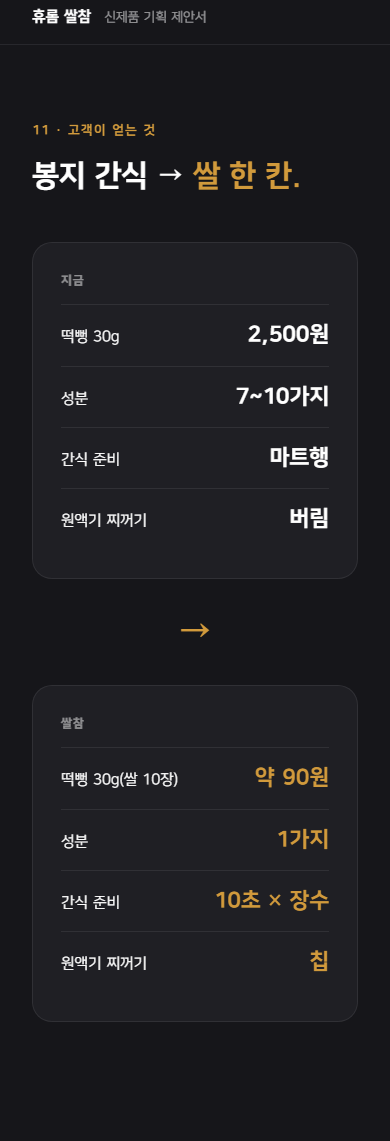 휴롬 쌀참 신제품 기획 제안서
11 · 고객이 얻는 것
봉지 간식 → 쌀 한 칸.
지금
떡뻥 30g 2,500원
성분 7~10가지
간식 준비 마트행
원액기 찌꺼기 버림
→
쌀참
떡뻥 30g(쌀 10장) 약 90원
성분 1가지
간식 준비 10초 × 장수
원액기 찌꺼기 칩